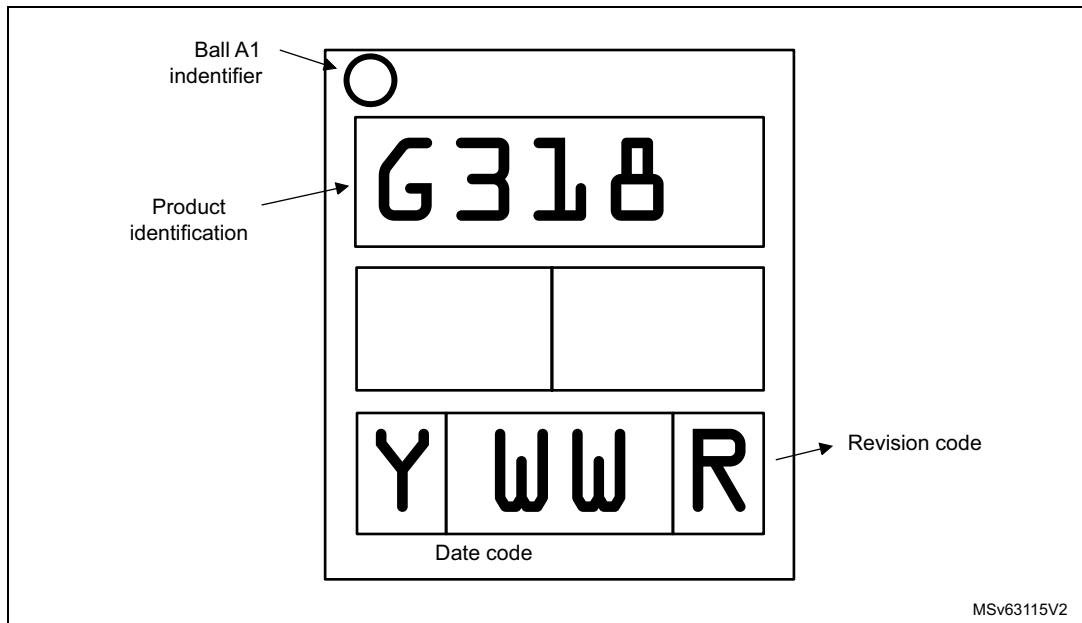 Ball A1
indentifier
G318
Product
identification
Y WW R
Revision code
Date code
MSv63115V2